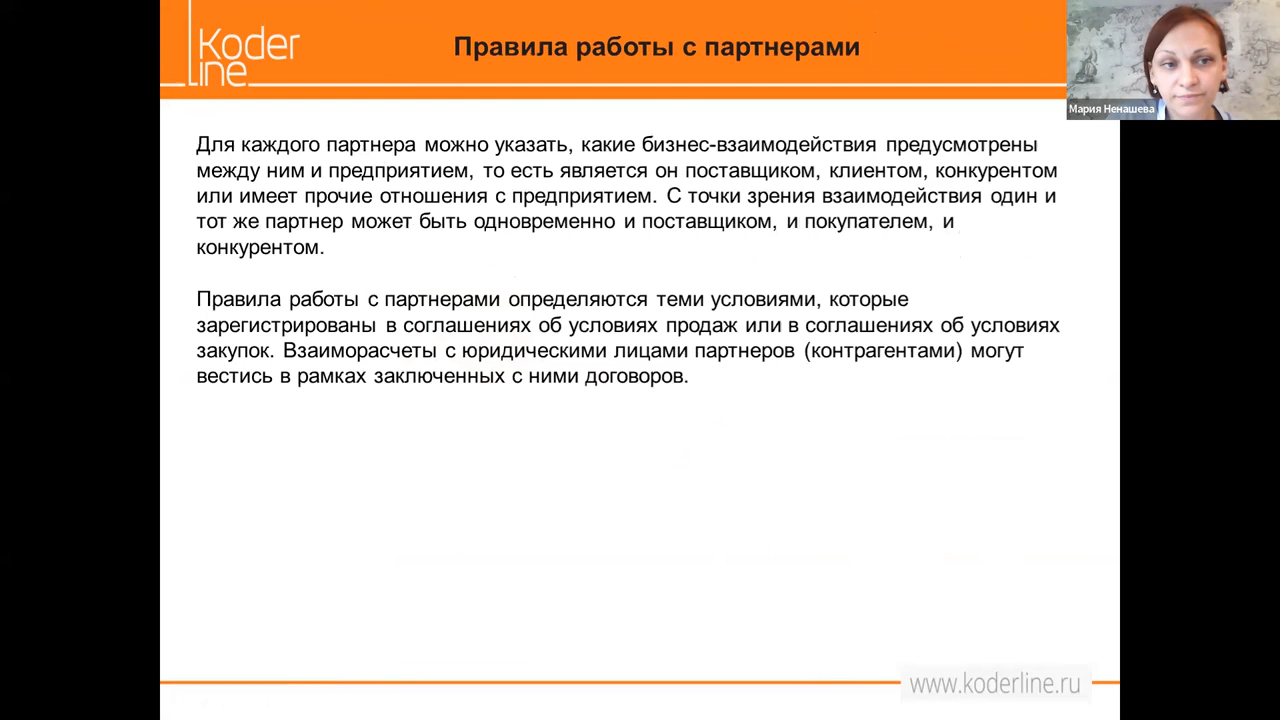 Koder
line
Правила работы с партнерами
Мария Ненашева
Для каждого партнера можно указать, какие бизнес-взаимодействия предусмотрены
между ним и предприятием, то есть является он поставщиком, клиентом, конкурентом
или имеет прочие отношения с предприятием. С точки зрения взаимодействия один и
тот же партнер может быть одновременно и поставщиком, и покупателем, и
конкурентом.
Правила работы с партнерами определяются теми условиями, которые
зарегистрированы в соглашениях об условиях продаж или в соглашениях об условиях
закупок. Взаиморасчеты с юридическими лицами партнеров (контрагентами) могут
вестись в рамках заключенных с ними договоров.
www.koderline.ru